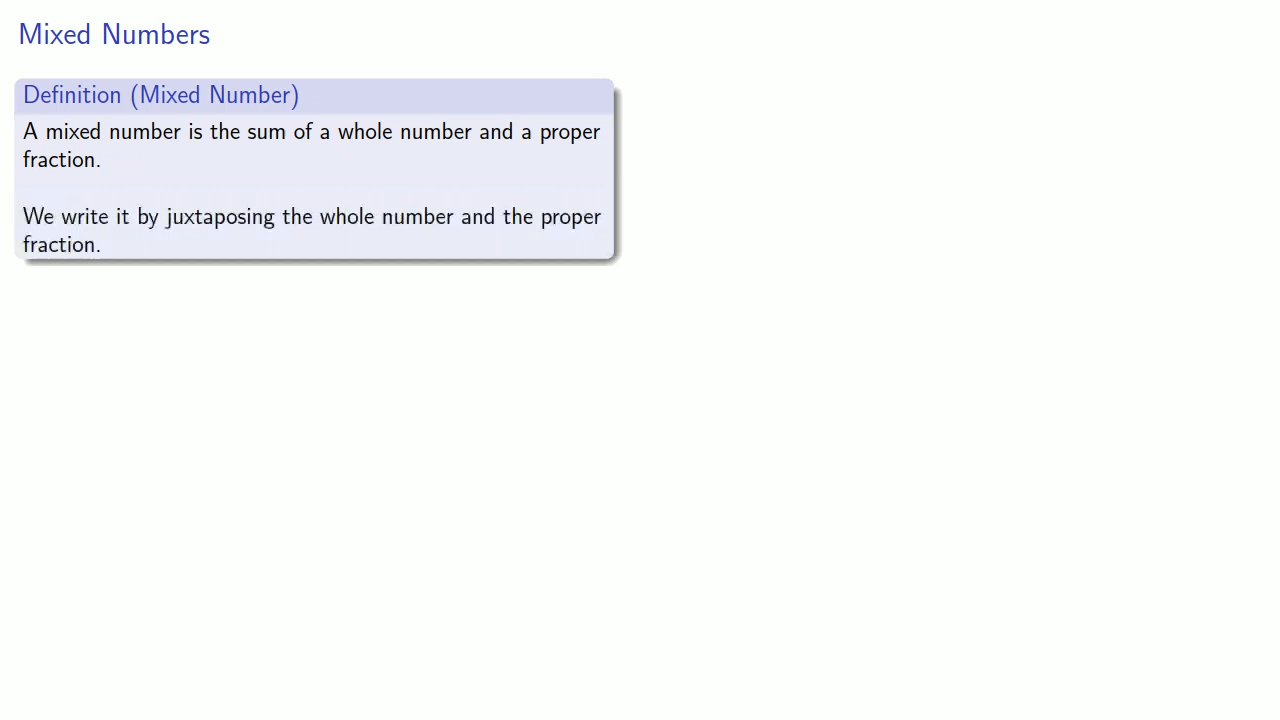 Mixed Numbers
Definition (Mixed Number)
A mixed number is the sum of a whole number and a proper
fraction.
We write it by juxtaposing the whole number and the proper
fraction.